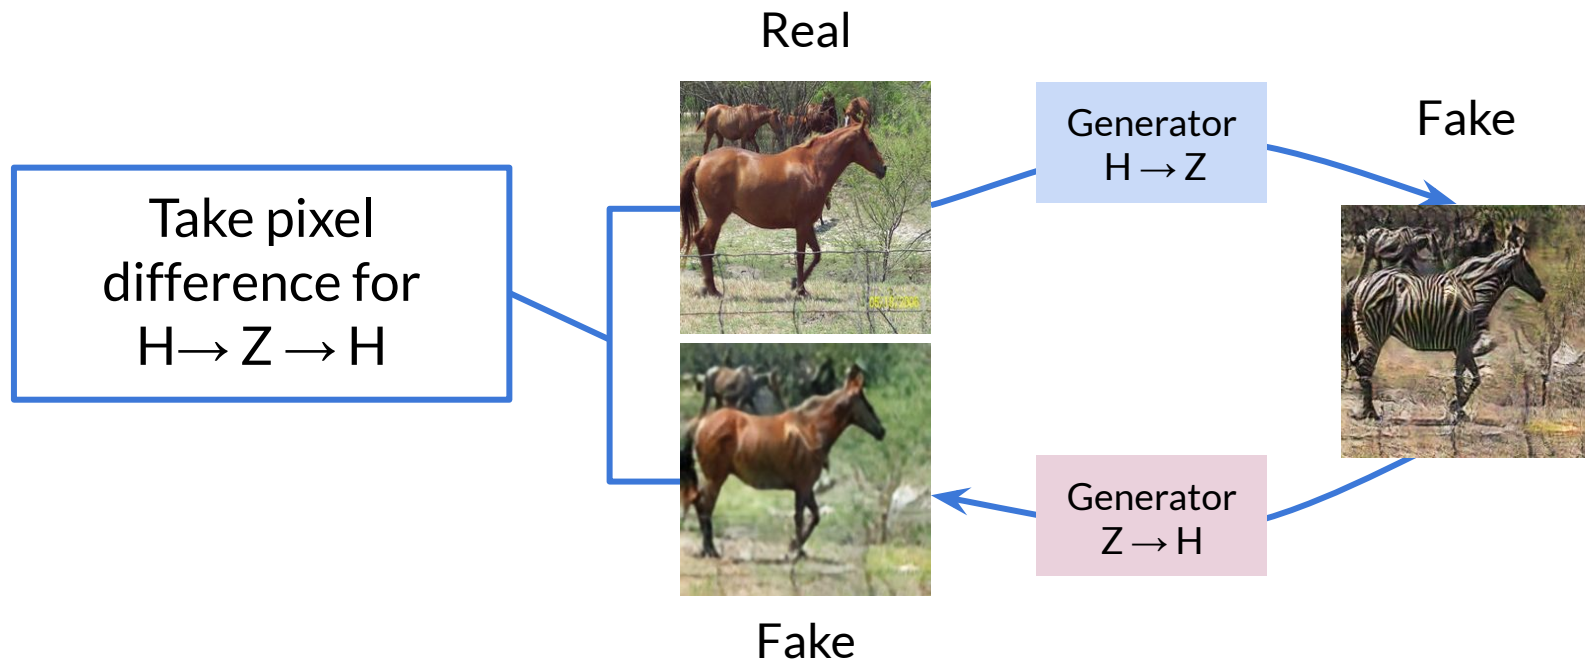 Real
Generator
H → Z
Fake
Take pixel
difference for
H→ Z → H
Generator
Z → H
Fake